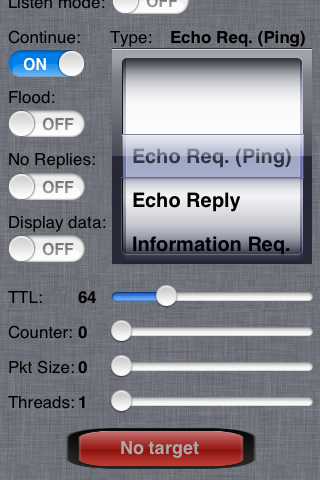 Listen mode: OFF
Continue: Type: Echo Req. (Ping)
ON
Flood:
OFF
Echo Req. (Ping)
No Replies:
OFF
Echo Reply
Display data:
OFF
Information Req.
TTL: 64
Counter: 0
Pkt Size: 0
Threads: 1
No target